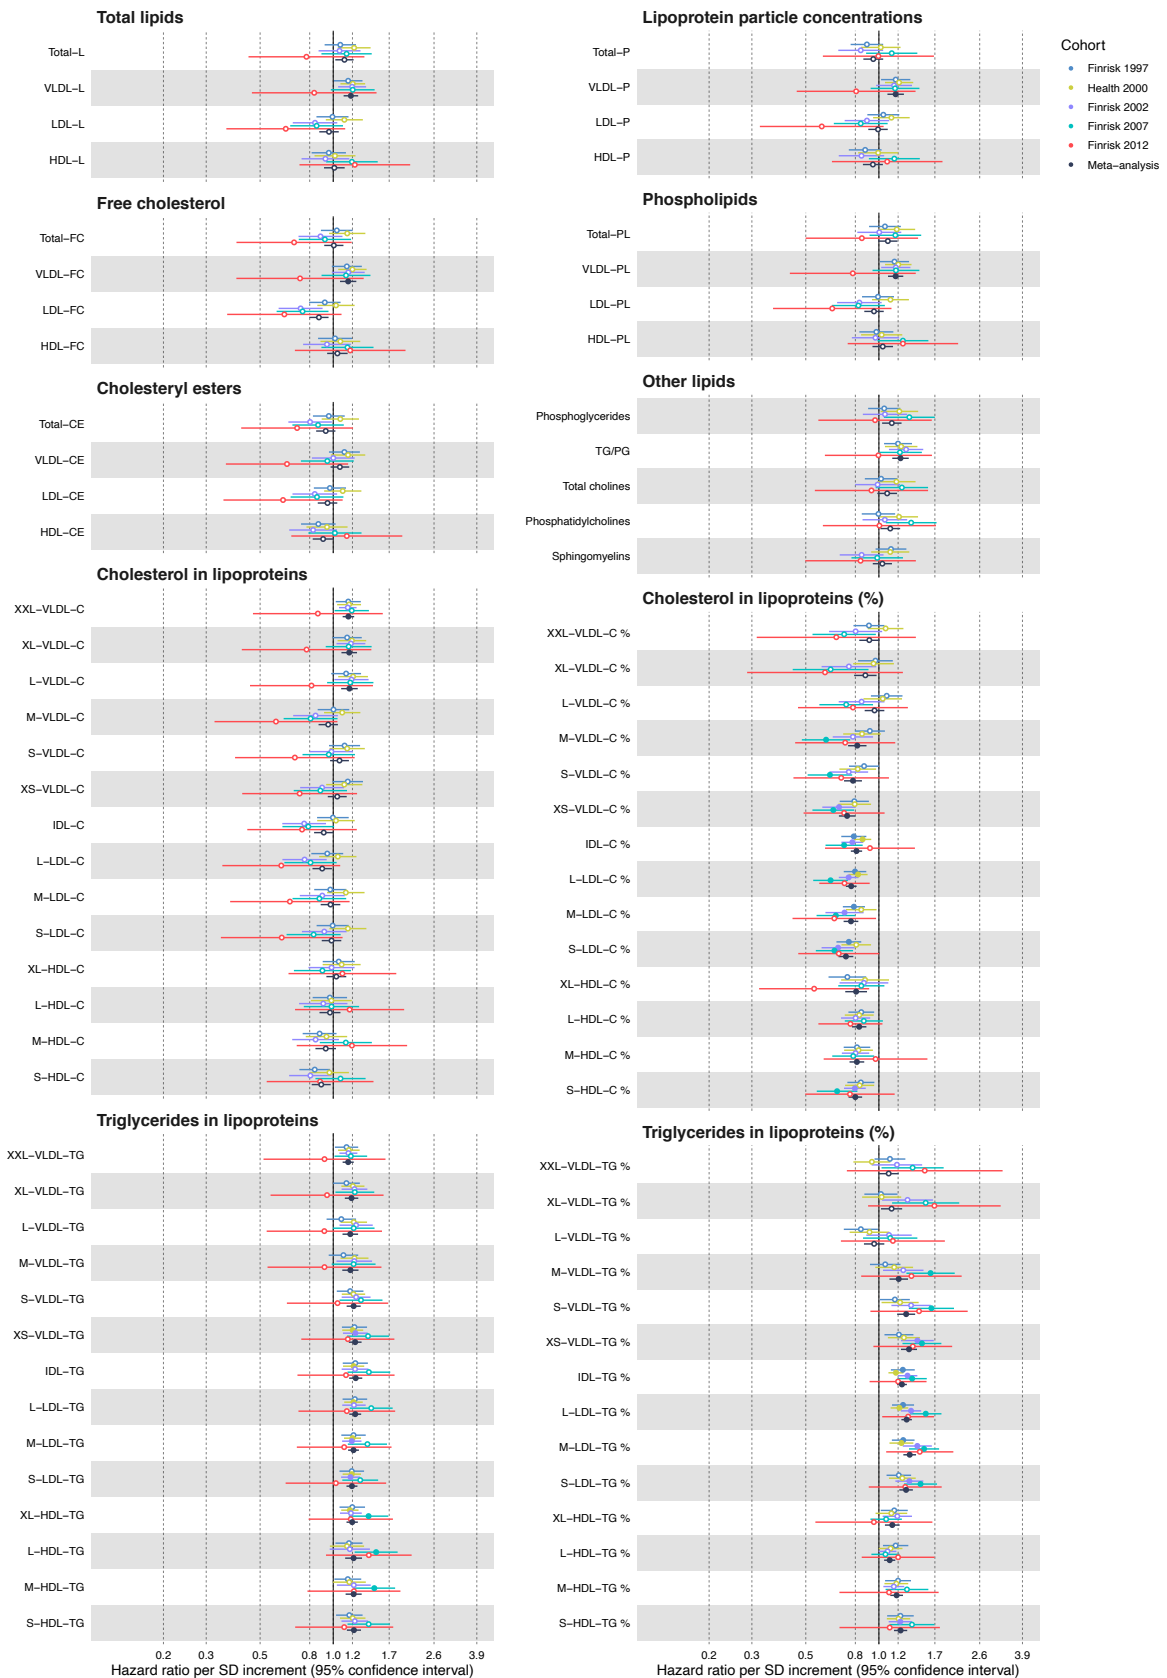 Total lipids
Total−L
VLDL−L
LDL−L
HDL−L
Free cholesterol
Total−FC
VLDL−FC
LDL−FC
HDL−FC
Cholesteryl esters
Total−CE
VLDL−CE
LDL−CE
HDL−CE
Cholesterol in lipoproteins
XXL−VLDL−C
XL−VLDL−C
L−VLDL−C
M−VLDL−C
S−VLDL−C
XS−VLDL−C
IDL−C
L−LDL−C
M−LDL−C
S−LDL−C
XL−HDL−C
L−HDL−C
M−HDL−C
S−HDL−C
Triglycerides in lipoproteins
XXL−VLDL−TG
XL−VLDL−TG
L−VLDL−TG
M−VLDL−TG
S−VLDL−TG
XS−VLDL−TG
IDL−TG
L−LDL−TG
M−LDL−TG
S−LDL−TG
XL−HDL−TG
L−HDL−TG
M−HDL−TG
S−HDL−TG
0.2 0.3 0.5 0.8 1.0 1.2 1.7 2.6 3.9
Hazard ratio per SD increment (95% confidence interval)
Lipoprotein particle concentrations
Total−P
VLDL−P
LDL−P
HDL−P
Phospholipids
Total−PL
VLDL−PL
LDL−PL
HDL−PL
Other lipids
Phosphoglycerides
TG/PG
Total cholines
Phosphatidylcholines
Sphingomyelins
Cholesterol in lipoproteins (%)
XXL−VLDL−C %
XL−VLDL−C %
L−VLDL−C %
M−VLDL−C %
S−VLDL−C %
XS−VLDL−C %
IDL−C %
L−LDL−C %
M−LDL−C %
S−LDL−C %
XL−HDL−C %
L−HDL−C %
M−HDL−C %
S−HDL−C %
Triglycerides in lipoproteins (%)
XXL−VLDL−TG %
XL−VLDL−TG %
L−VLDL−TG %
M−VLDL−TG %
S−VLDL−TG %
XS−VLDL−TG %
IDL−TG %
L−LDL−TG %
M−LDL−TG %
S−LDL−TG %
XL−HDL−TG %
L−HDL−TG %
M−HDL−TG %
S−HDL−TG %
0.2 0.3 0.5 0.8 1.0 1.2 1.7 2.6 3.9
Hazard ratio per SD increment (95% confidence interval)
Cohort
Finrisk 1997
Health 2000
Finrisk 2002
Finrisk 2007
Finrisk 2012
Meta−analysis